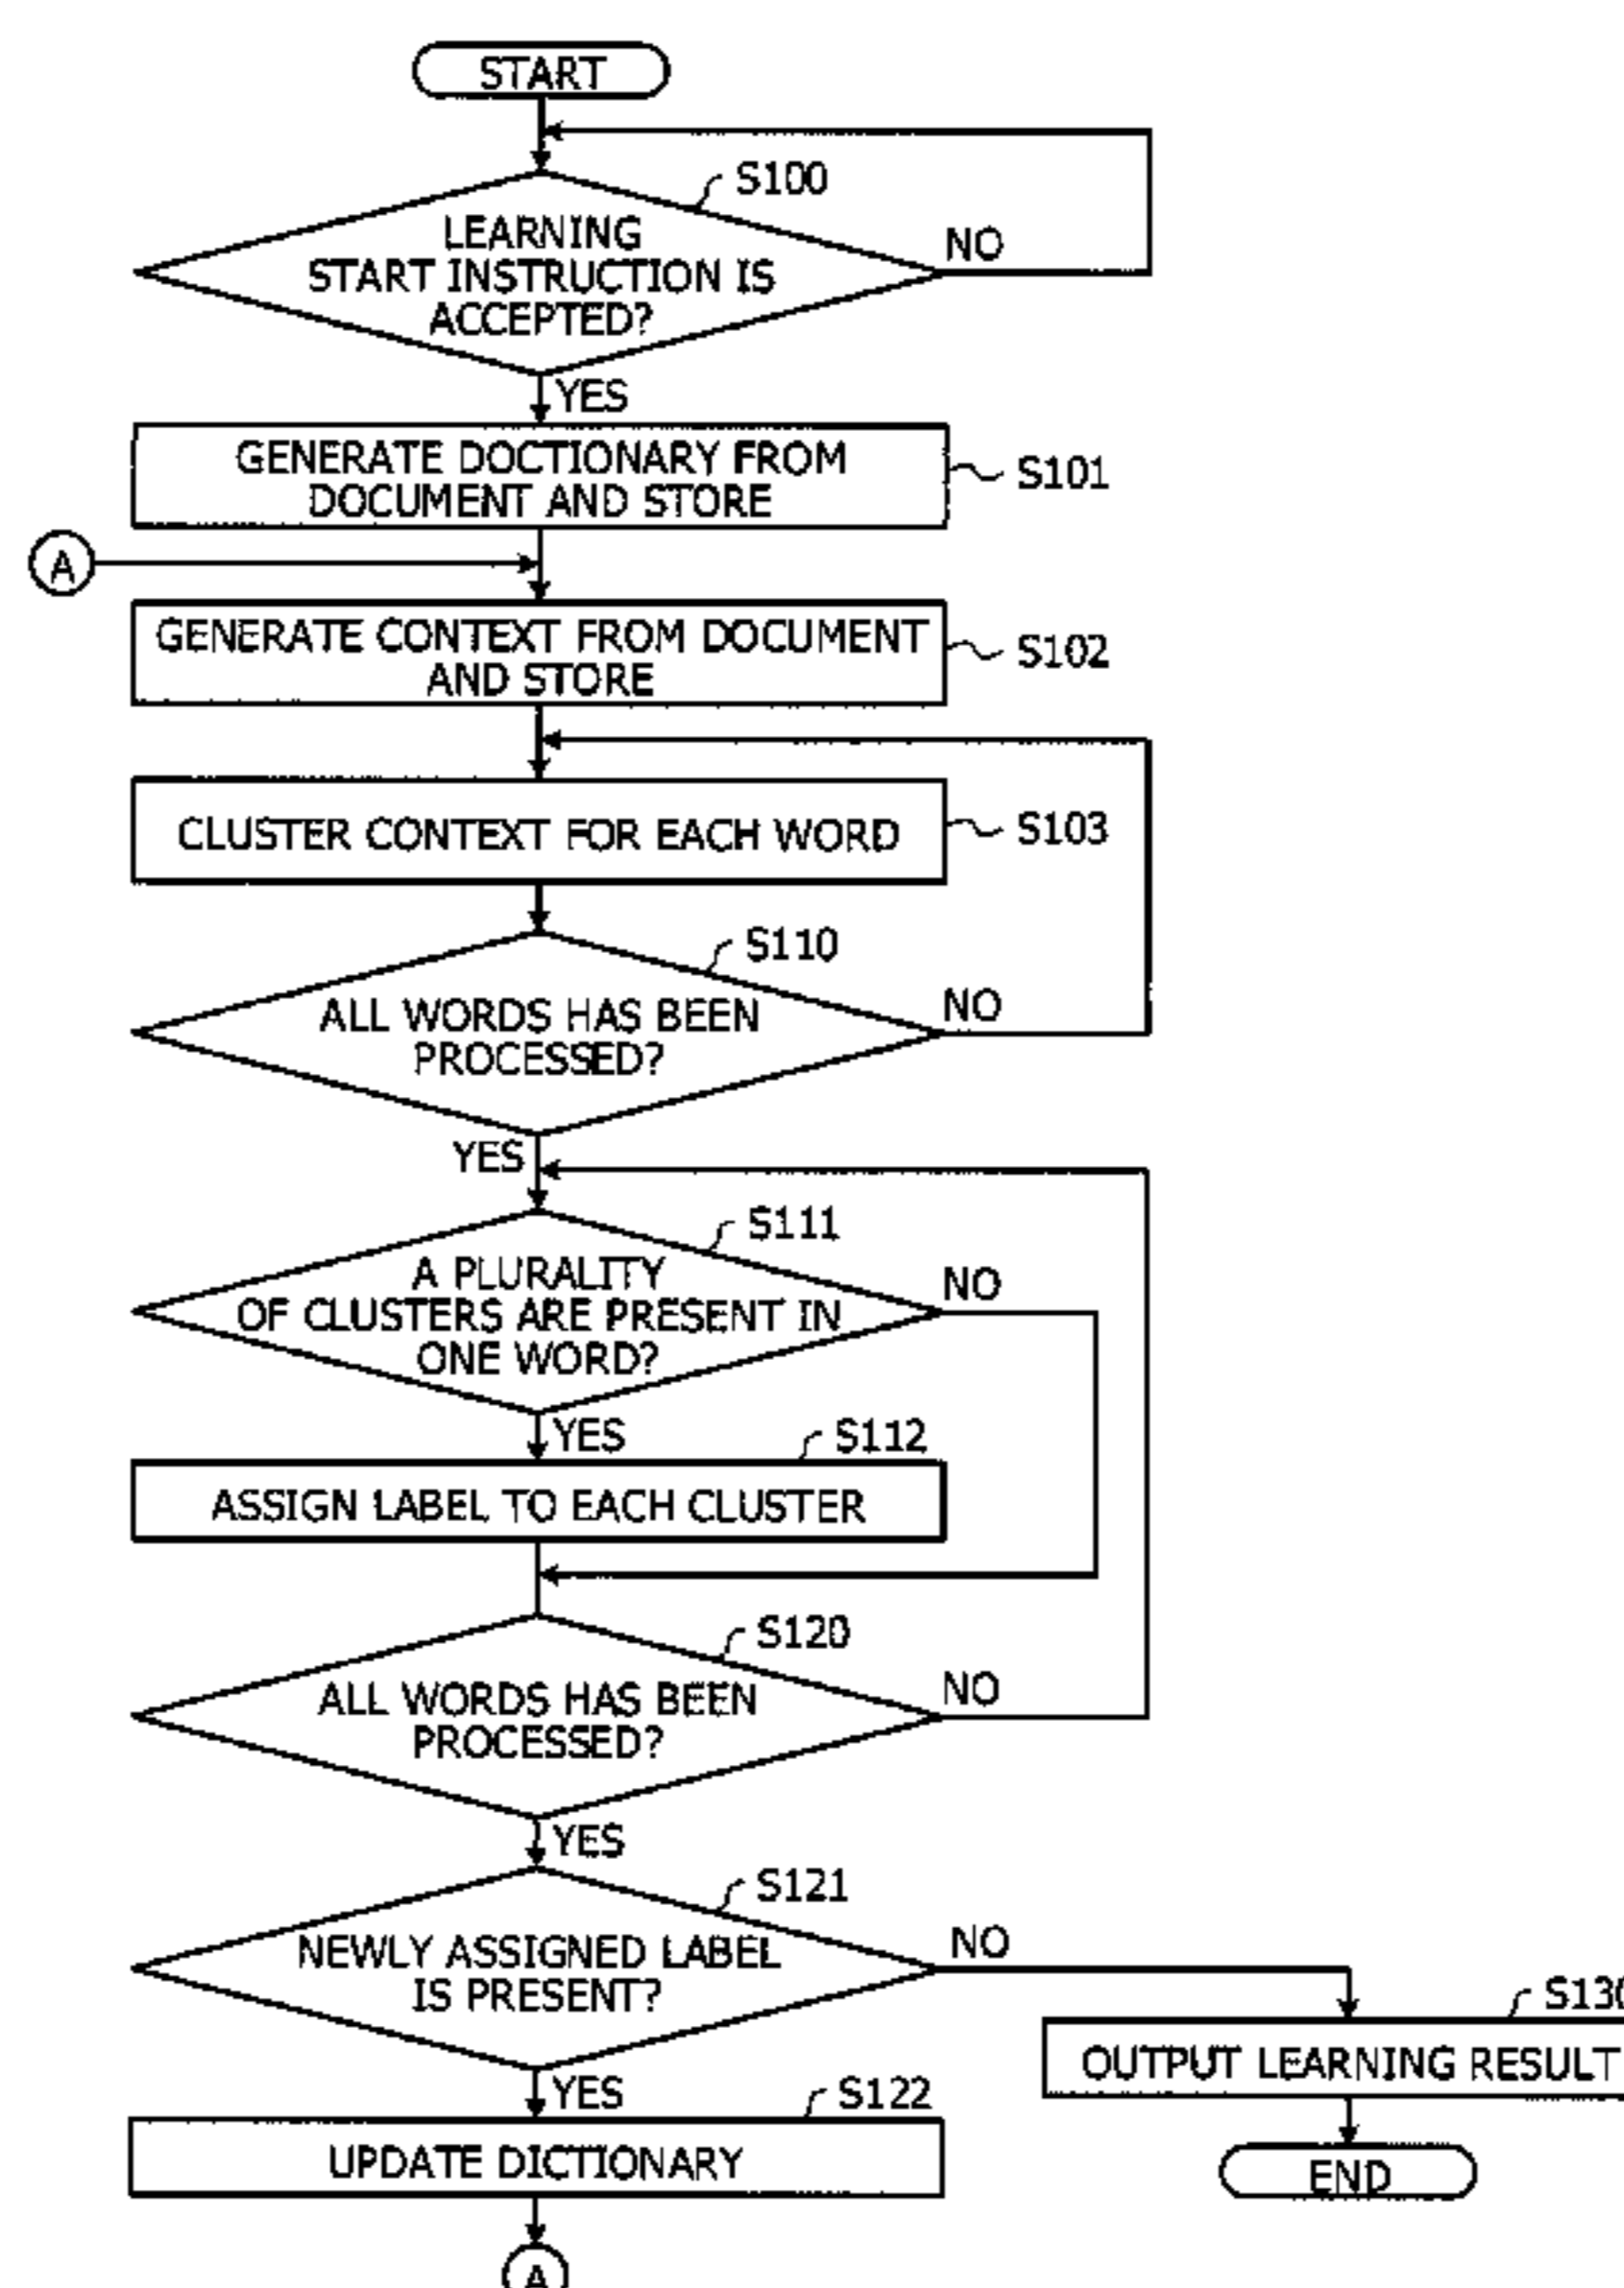 START
S100
LEARNING
START INSTRUCTION IS
ACCEPTED?
NO
YES
GENERATE DOCTIONARY FROM
DOCUMENT AND STORE
S101
A
GENERATE CONTEXT FROM DOCUMENT
AND STORE
S102
CLUSTER CONTEXT FOR EACH WORD
S103
S110
ALL WORDS HAS BEEN
PROCESSED?
NO
YES
S111
A PLURALITY
OF CLUSTERS ARE PRESENT IN
ONE WORD?
NO
YES
S112
ASSIGN LABEL TO EACH CLUSTER
S120
ALL WORDS HAS BEEN
PROCESSED?
NO
YES
S121
NEWLY ASSIGNED LABEL
IS PRESENT?
NO
S130
OUTPUT LEARNING RESULT
YES
S122
UPDATE DICTIONARY
END
A